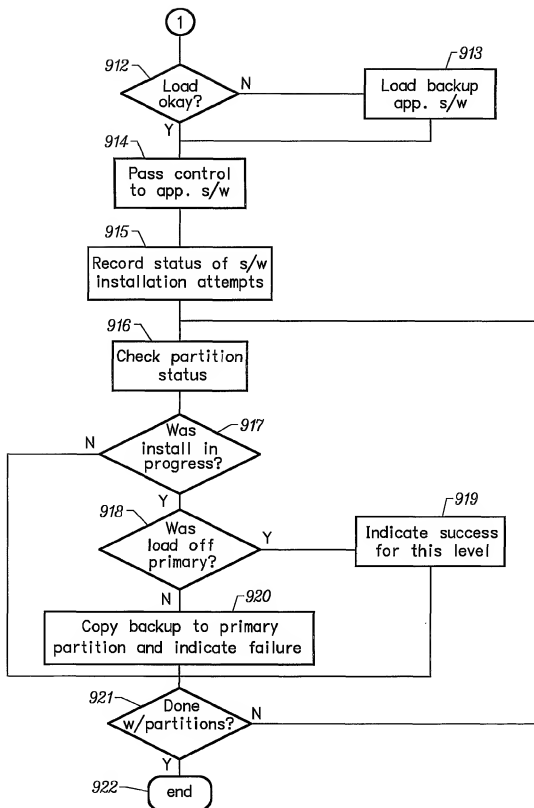 1
912
Load
okay?
N
Y
913
Load backup
app. s/w
914
Pass control
to app. s/w
915
Record status of s/w
installation attempts
916
Check partition
status
917
Was
install in
progress?
N
Y
918
Was
load off
primary?
Y
N
919
Indicate success
for this level
920
Copy backup to primary
partition and indicate failure
921
Done
w/partitions?
N
Y
922
end